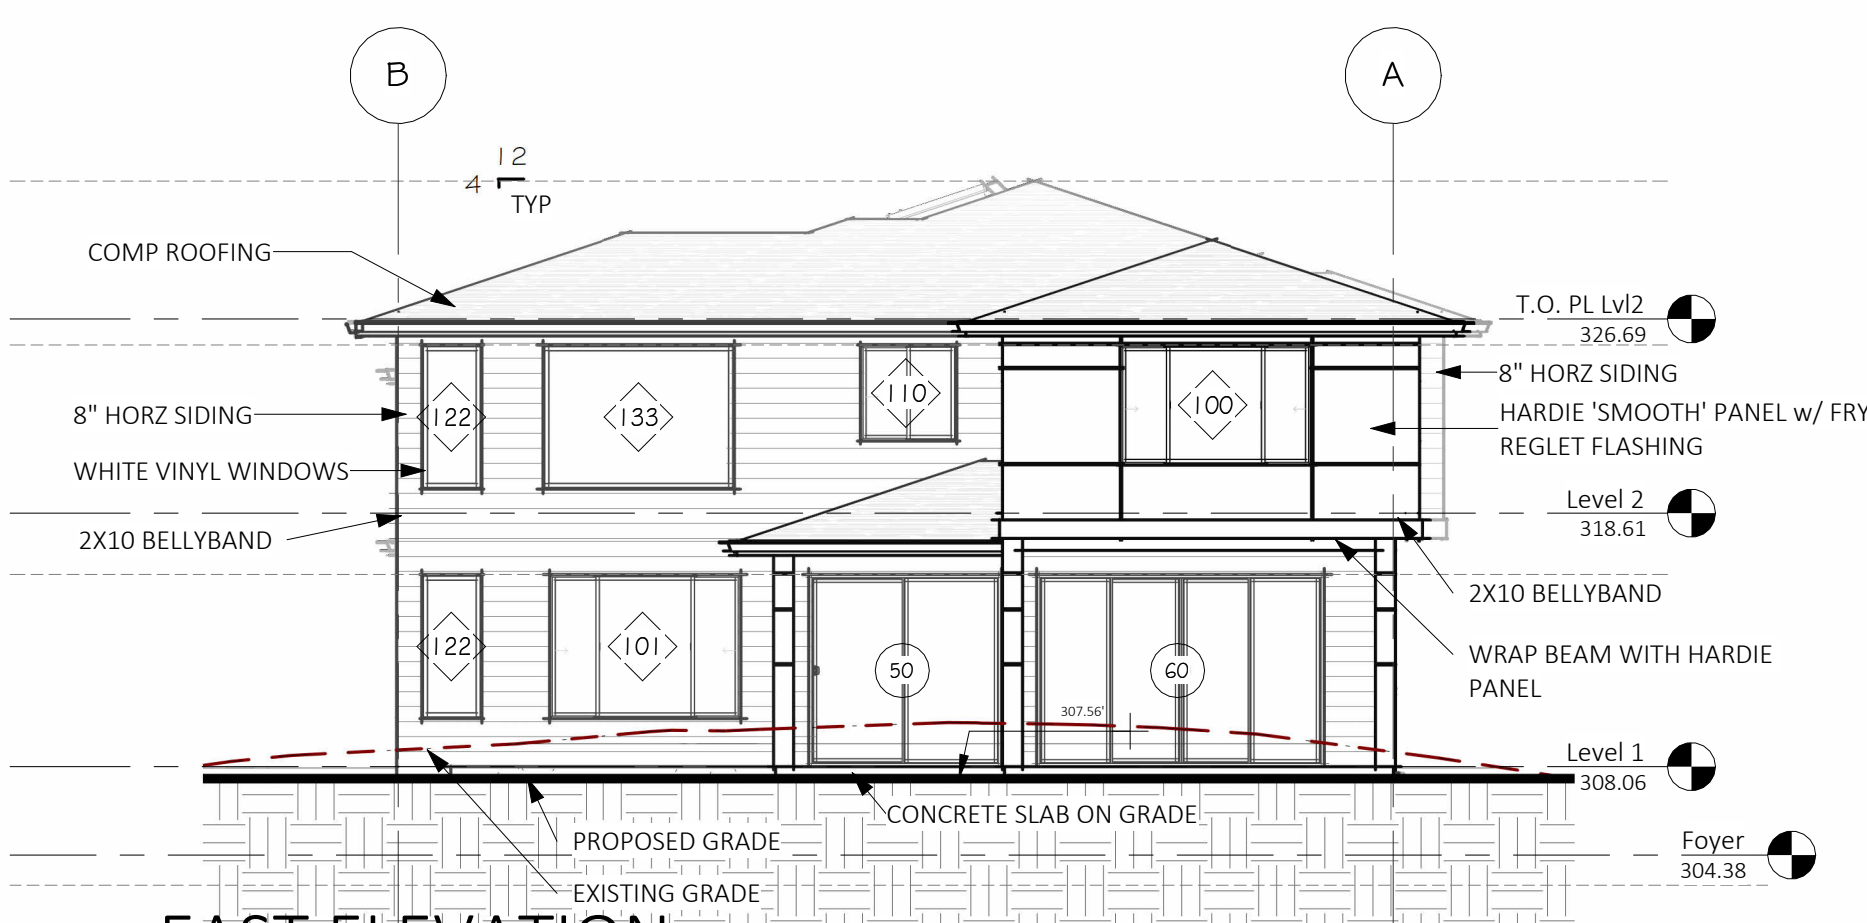 B
A
12
4
TYP
COMP ROOFING
T.O. PL Lvl2
326.69
8" HORZ SIDING
8" HORZ SIDING
HARDIE 'SMOOTH' PANEL w/ FRY
REGLET FLASHING
122
133
110
100
WHITE VINYL WINDOWS
Level 2
318.61
2X10 BELLYBAND
2X10 BELLYBAND
122
101
50
60
WRAP BEAM WITH HARDIE
PANEL
307.56'
Level 1
308.06
CONCRETE SLAB ON GRADE
PROPOSED GRADE
Foyer
304.38
EXISTING GRADE
EAST ELEVATION